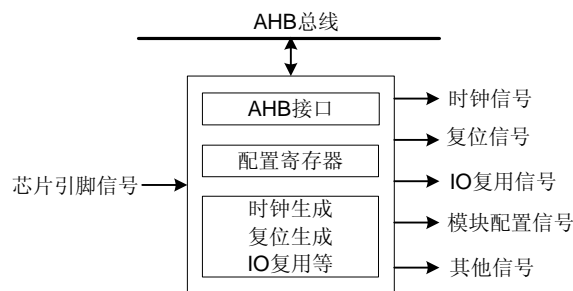 AHB总线
AHB接口
配置寄存器
时钟生成
复位生成
IO复用等
芯片引脚信号
时钟信号
复位信号
IO复用信号
模块配置信号
其他信号